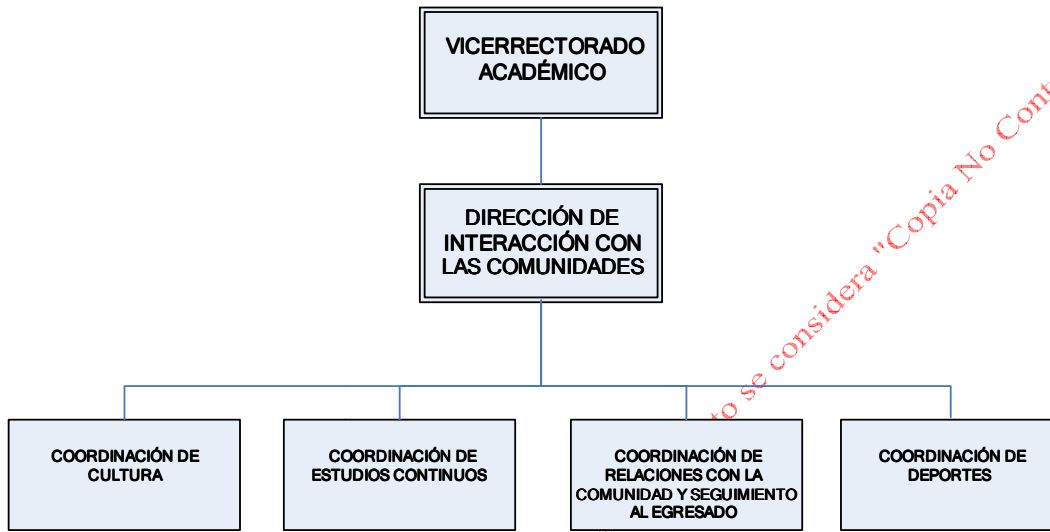 VICERRECTORADO
ACADÉMICO
DIRECCIÓN DE
INTERACCIÓN CON
LAS COMUNIDADES
to se considera "Copia No Cont
COORDINACIÓN DE
CULTURA
COORDINACIÓN DE
ESTUDIOS CONTINUOS
COORDINACIÓN DE
RELACIONES CON LA
COMUNIDAD Y SEGUIMIENTO
AL EGRESADO
COORDINACIÓN DE
DEPORTES